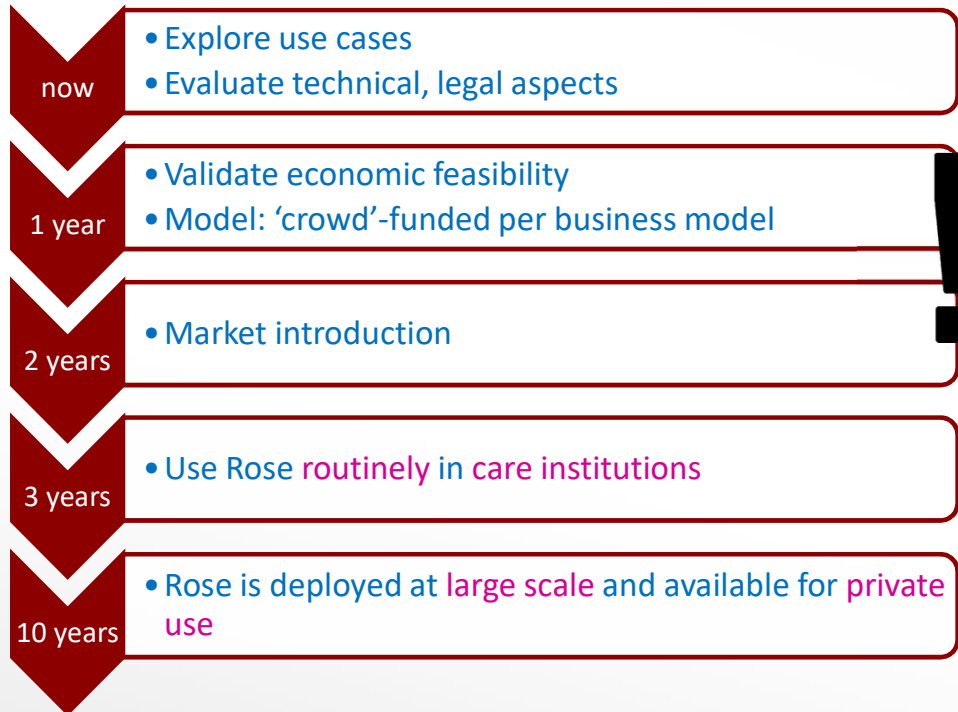 now
• Explore use cases
• Evaluate technical, legal aspects
1 year
• Validate economic feasibility
• Model: ‘crowd’-funded per business model
2 years
• Market introduction
3 years
• Use Rose routinely in care institutions
10 years
• Rose is deployed at large scale and available for private
use